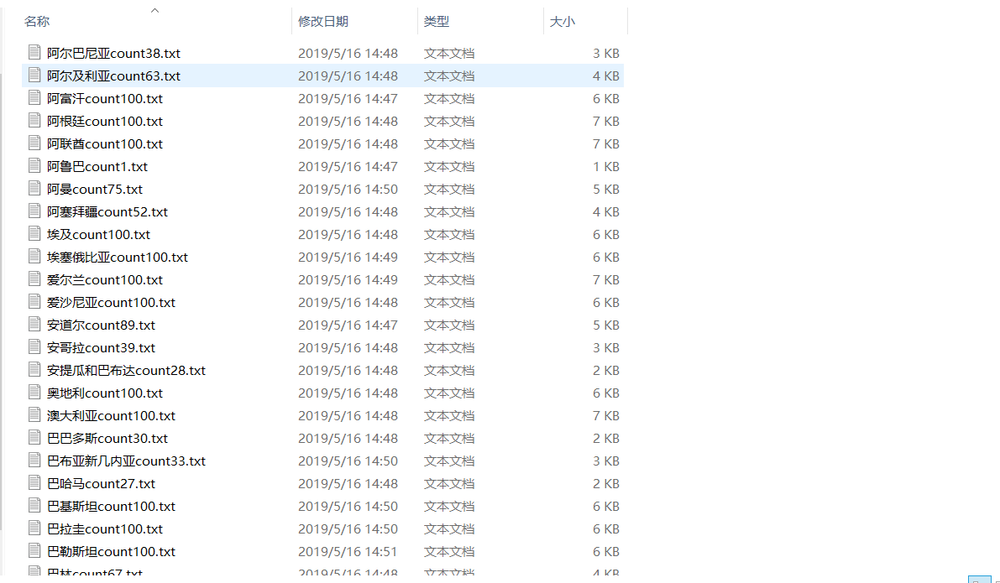 名称 修改日期 类型 大小
阿尔巴尼亚count38.txt 2019/5/16 14:48 文本文档 3 KB
阿尔及利亚count63.txt 2019/5/16 14:48 文本文档 4 KB
阿富汗count100.txt 2019/5/16 14:47 文本文档 6 KB
阿根廷count100.txt 2019/5/16 14:48 文本文档 7 KB
阿联酋count100.txt 2019/5/16 14:48 文本文档 7 KB
阿鲁巴count1.txt 2019/5/16 14:47 文本文档 1 KB
阿曼count75.txt 2019/5/16 14:50 文本文档 5 KB
阿塞拜疆count52.txt 2019/5/16 14:48 文本文档 4 KB
埃及count100.txt 2019/5/16 14:48 文本文档 6 KB
埃塞俄比亚count100.txt 2019/5/16 14:49 文本文档 6 KB
爱尔兰count100.txt 2019/5/16 14:49 文本文档 7 KB
爱沙尼亚count100.txt 2019/5/16 14:48 文本文档 6 KB
安道尔count89.txt 2019/5/16 14:47 文本文档 5 KB
安哥拉count39.txt 2019/5/16 14:48 文本文档 3 KB
安提瓜和巴布达count28.txt 2019/5/16 14:48 文本文档 2 KB
奥地利count100.txt 2019/5/16 14:48 文本文档 6 KB
澳大利亚count100.txt 2019/5/16 14:48 文本文档 7 KB
巴巴多斯count30.txt 2019/5/16 14:48 文本文档 2 KB
巴布亚新几内亚count33.txt 2019/5/16 14:50 文本文档 3 KB
巴哈马count27.txt 2019/5/16 14:48 文本文档 2 KB
巴基斯坦count100.txt 2019/5/16 14:50 文本文档 6 KB
巴拉圭count100.txt 2019/5/16 14:50 文本文档 6 KB
巴勒斯坦count100.txt 2019/5/16 14:51 文本文档 6 KB
巴林count67.txt 2019/5/16 14:48 文本文档 4 KB